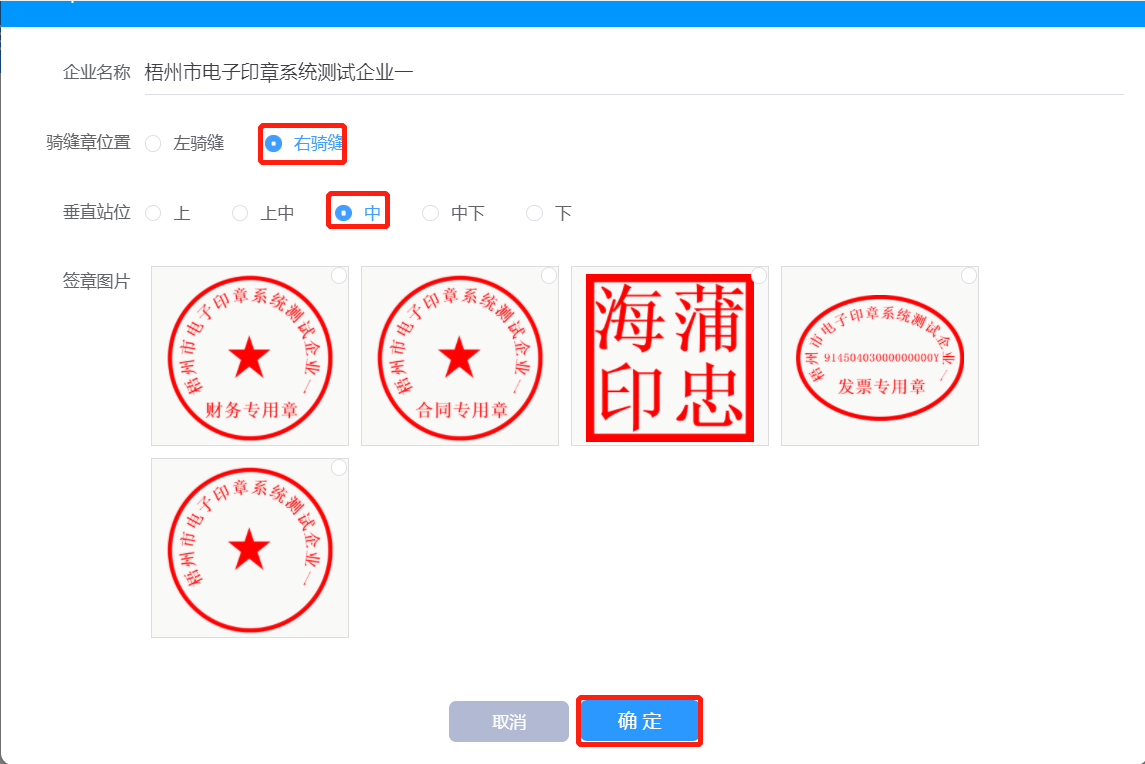 企业名称 梧州市电子印章系统测试企业一
骑缝章位置 左骑缝 右骑缝
垂直站位 上 上中 中 中下 下
签章图片
梧州市电子印章系统测试企业一
财务专用章
梧州市电子印章系统测试企业一
合同专用章
海蒲
印忠
梧州市电子印章系统测试企业一
91450403000000000Y
发票专用章
梧州市电子印章系统测试企业一
取消 确定